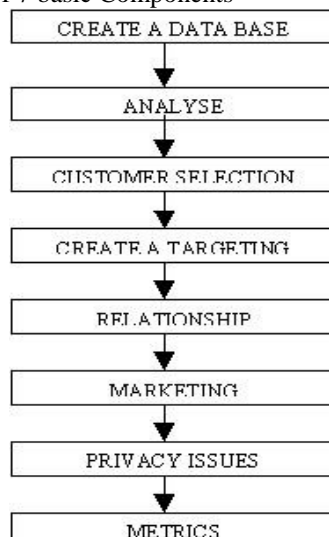 7 basic Components
CREATE A DATA BASE
ANALYSE
CUSTOMER SELECTION
CREATE A TARGETING
RELATIONSHIP
MARKETING
PRIVACY ISSUES
METRICS